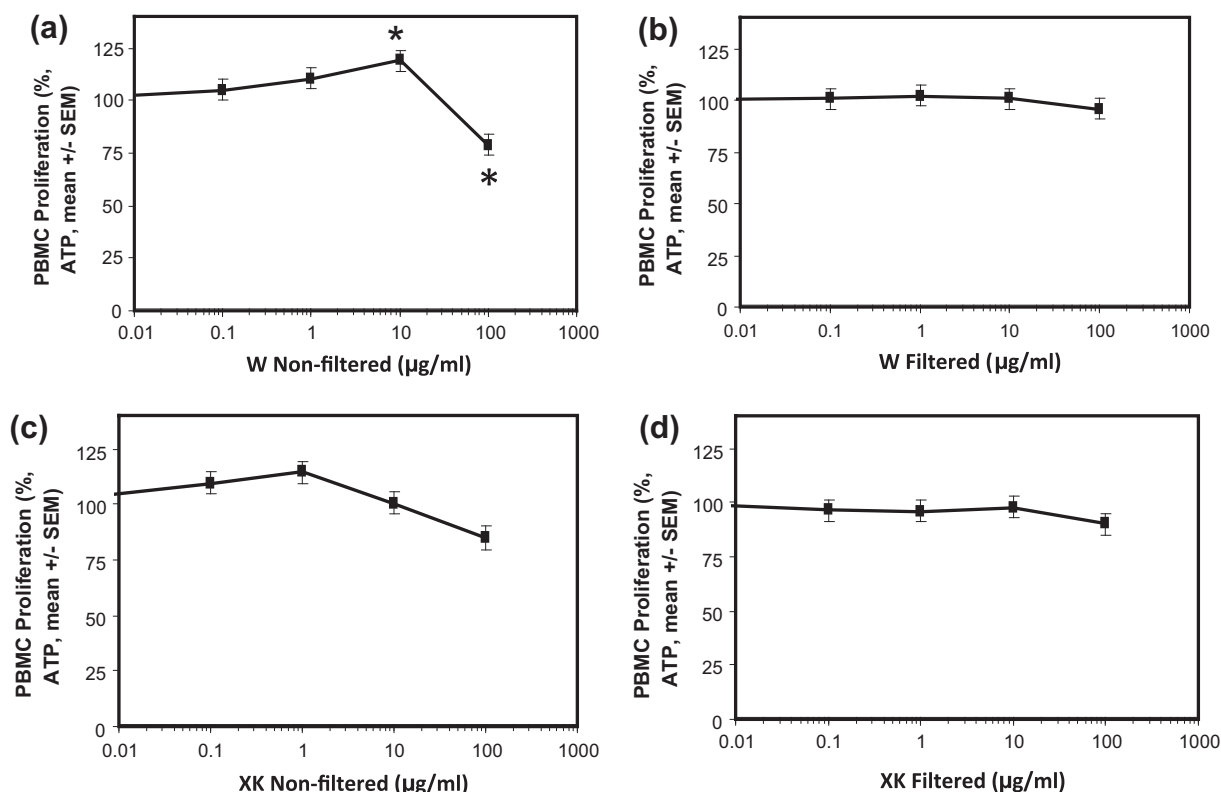 (a)
PBMC Proliferation (%,
ATP, mean +/- SEM)
125
100
75
50
25
0
0.01 0.1 1 10 100 1000
* 
*
W Non-filtered (µg/ml)
(b)
PBMC Proliferation (%,
ATP, mean +/- SEM)
125
100
75
50
25
0
0.01 0.1 1 10 100 1000
W Filtered (µg/ml)
(c)
PBMC Proliferation (%,
ATP, mean +/- SEM)
125
100
75
50
25
0
0.01 0.1 1 10 100 1000
XK Non-filtered (µg/ml)
(d)
PBMC Proliferation (%,
ATP, mean +/- SEM)
125
100
75
50
25
0
0.01 0.1 1 10 100 1000
XK Filtered (µg/ml)